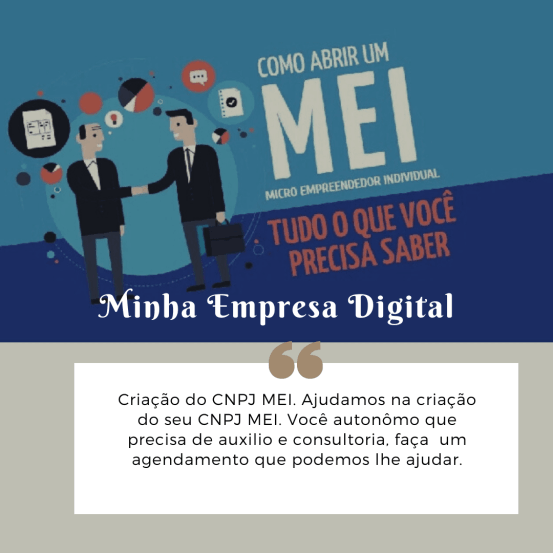 COMO ABRIR UM
MEI
MICRO EMPREENDEDOR INDIVIDUAL
TUDO O QUE VOCÊ
PRECISA SABER
Minha Empresa Digital
Criação do CNPJ MEI. Ajudamos na criação
do seu CNPJ MEI. Você autonômo que
precisa de auxilio e consultoria, faça  um
agendamento que podemos lhe ajudar.